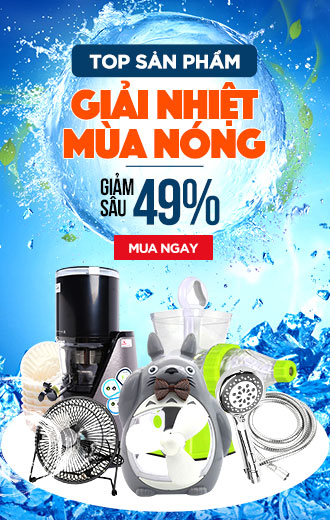 TOP SẢN PHẨM
GIẢI NHIỆT
MÙA NÓNG
GIẢM
SÂU 49%
MUA NGAY